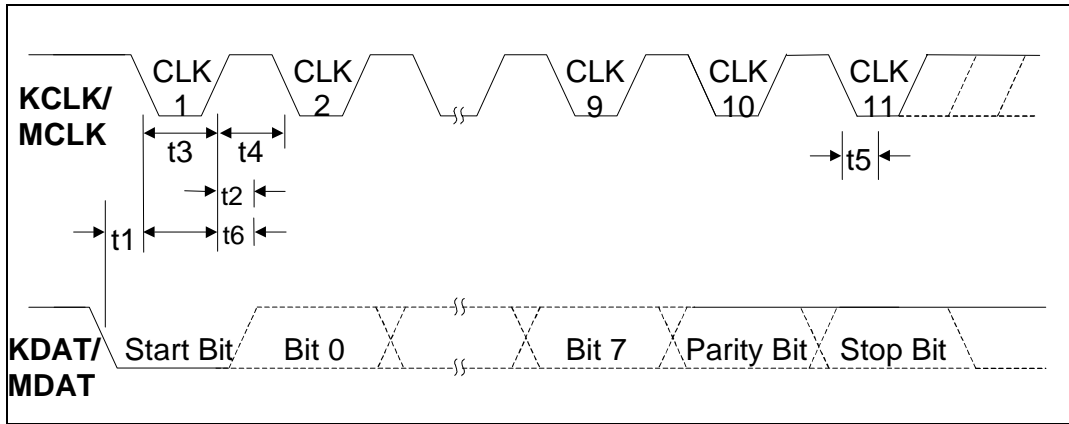 KCLK/
MCLK
CLK
1
CLK
2
CLK
9
CLK
10
CLK
11
t3
t4
t5
t2
t1
t6
KDAT/
MDAT
Start Bit
Bit 0
Bit 7
Parity Bit
Stop Bit